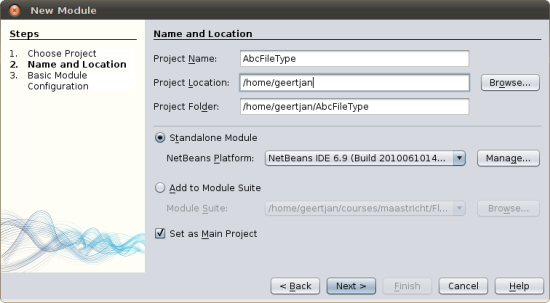 New Module
Steps
1. Choose Project
2. Name and Location
3. Basic Module
Configuration
Name and Location
Project Name: AbcFileType
Project Location: /home/geertjan Browse...
Project Folder: /home/geertjan/AbcFileType
Standalone Module
NetBeans Platform: NetBeans IDE 6.9 (Build 2010061014... Manage...
Add to Module Suite
Module Suite: /home/geertjan/courses/maastricht/Fl... Browse...
Set as Main Project
< Back Next > Finish Cancel Help